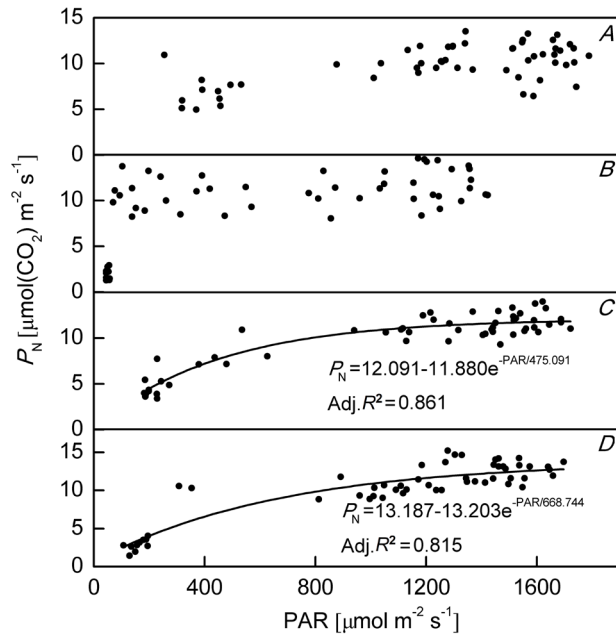 A
15
10
5
0
B
10
5
0
C
10
5
0
P_N = 12.091-11.880e^-PAR/475.091
Adj.R² = 0.861
D
15
10
5
0
P_N = 13.187-13.203e^-PAR/668.744
Adj.R² = 0.815
P_N [μmol(CO₂) m⁻² s⁻¹]
0 400 800 1200 1600
PAR [μmol m⁻² s⁻¹]